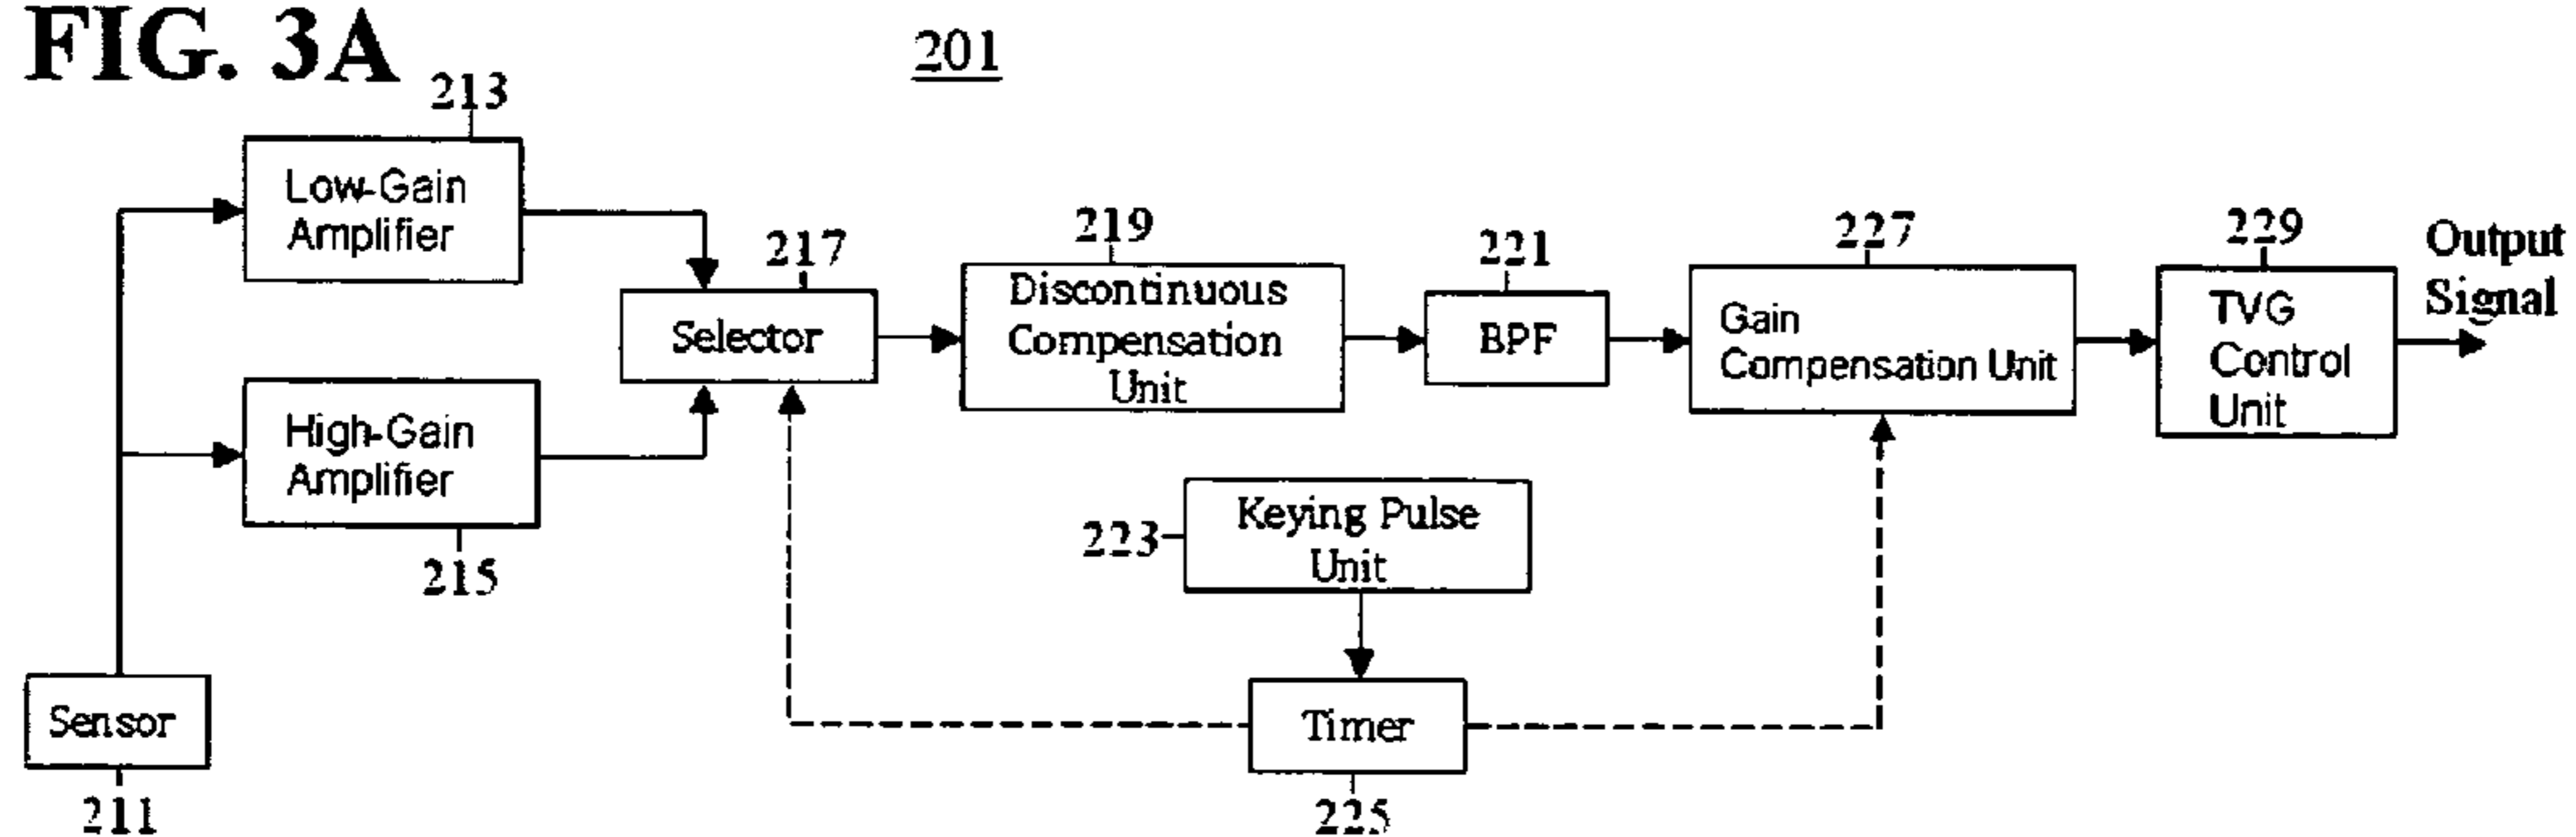 FIG. 3A
201
213
Low-Gain
Amplifier
217
Selector
219
Discontinuous
Compensation
Unit
221
BPF
227
Gain
Compensation Unit
229
TVG
Control
Unit
Output
Signal
High-Gain
Amplifier
215
223
Keying Pulse
Unit
Sensor
211
Timer
225